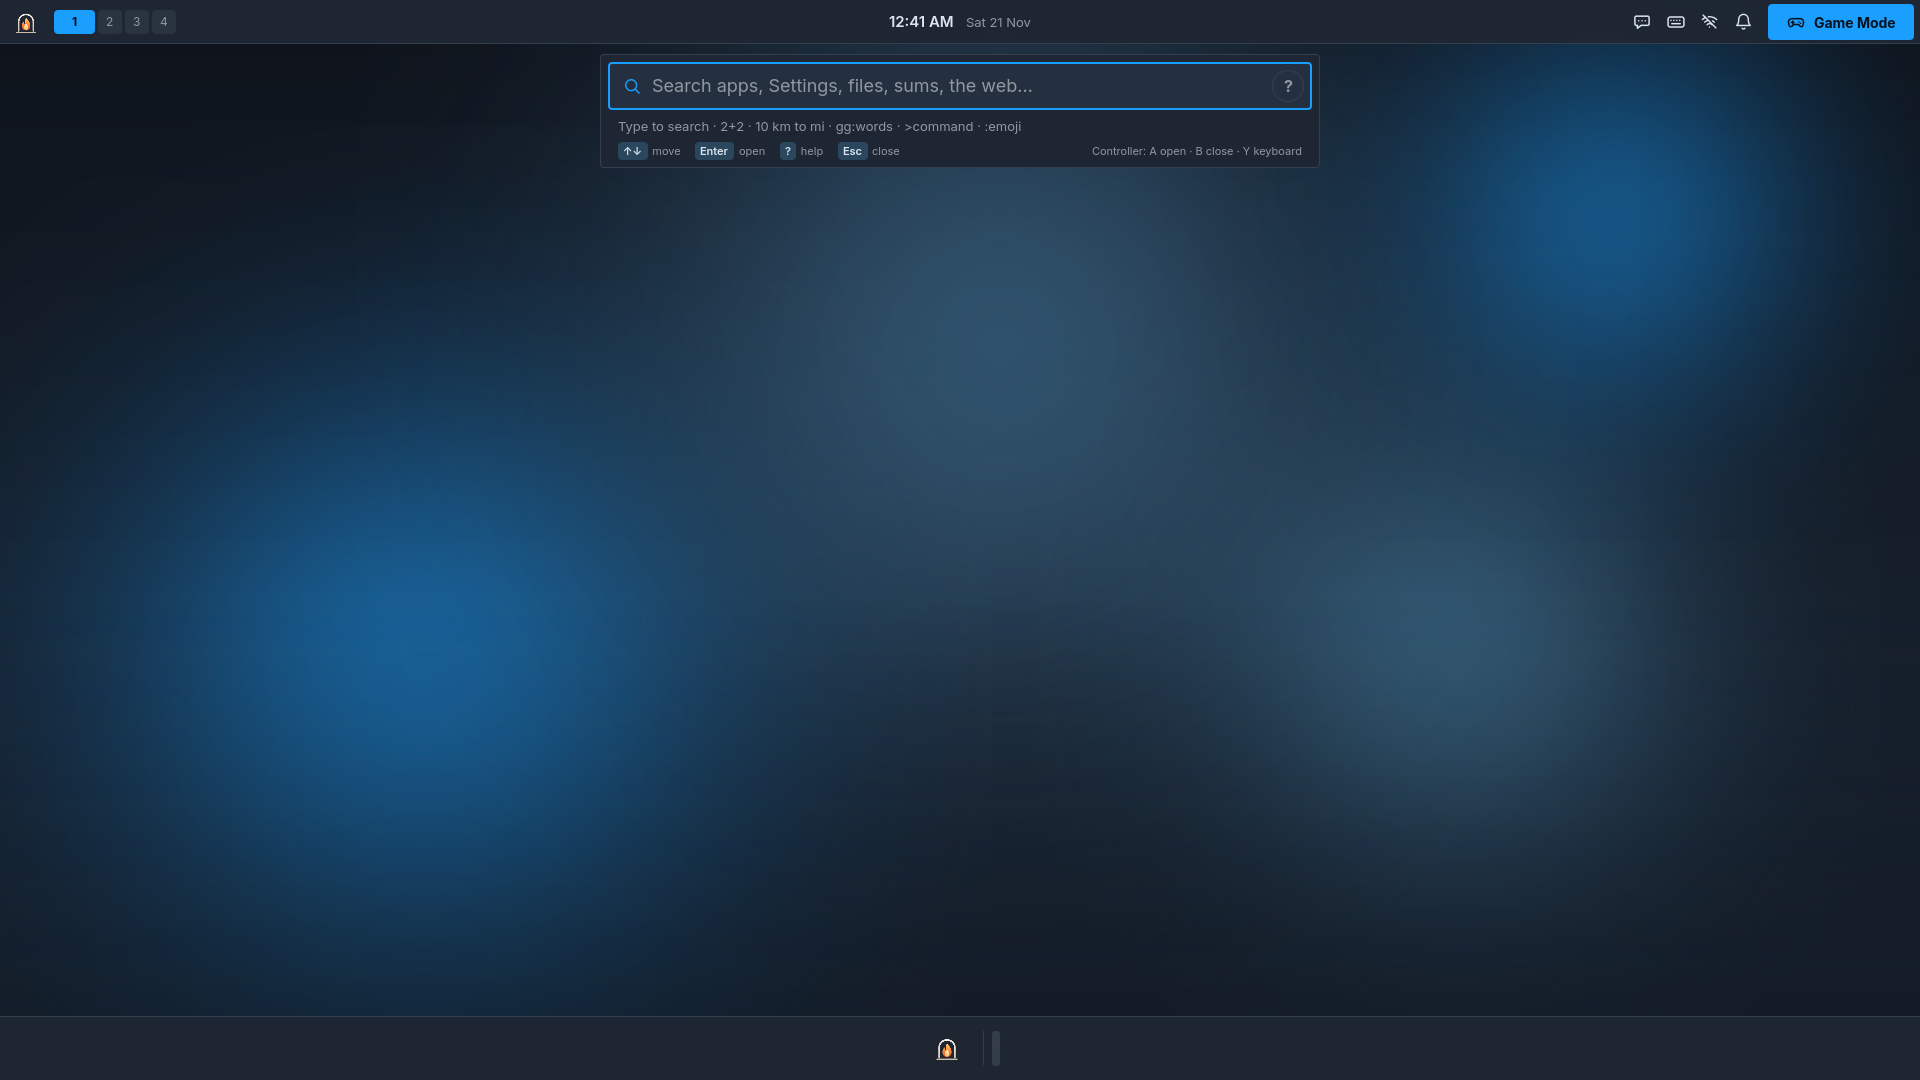 1 2 3 4 12:41 AM Sat 21 Nov Game Mode
Search apps, Settings, files, sums, the web... ?
Type to search · 2+2 · 10 km to mi · gg:words · >command · :emoji
↑↓ move Enter open ? help Esc close Controller: A open · B close · Y keyboard